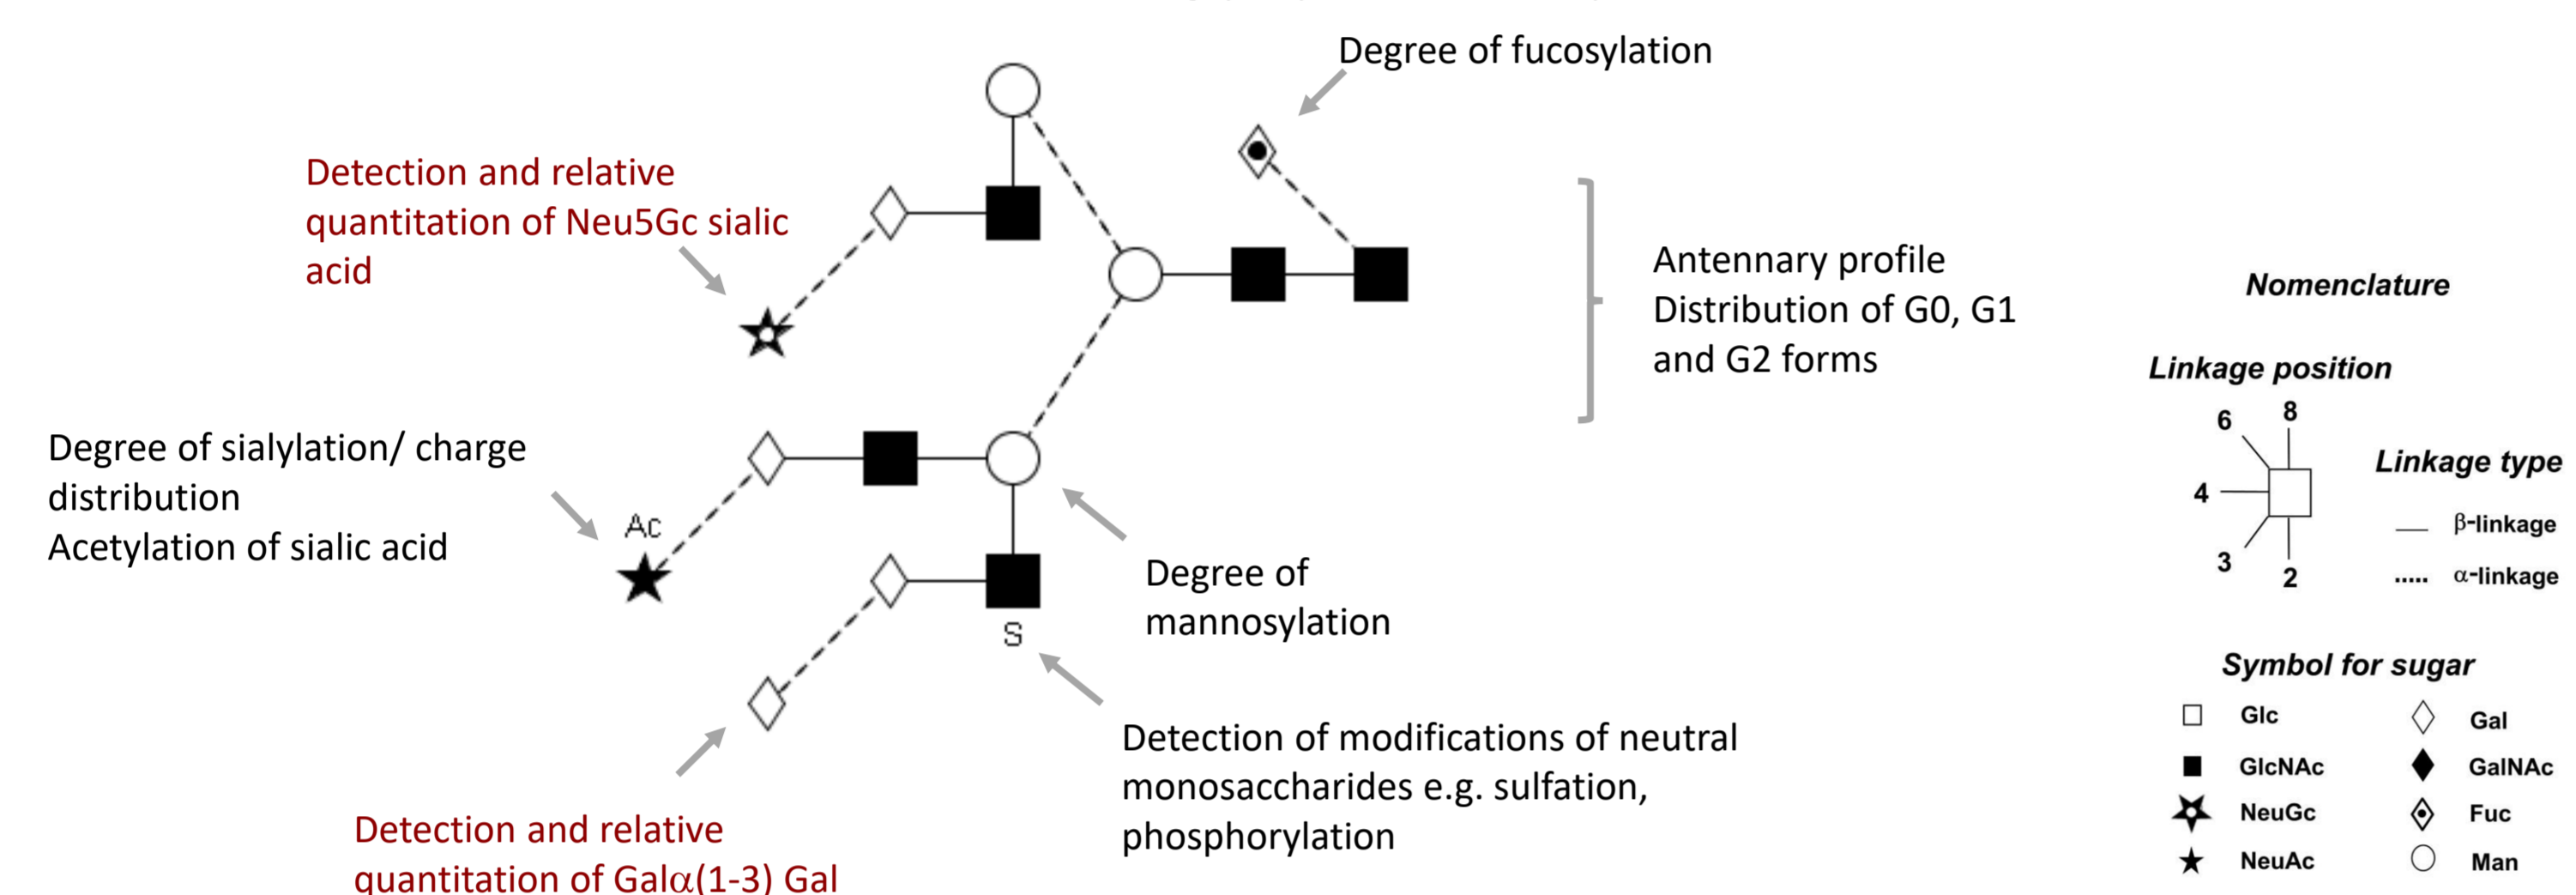 Degree of fucosylation
Detection and relative
quantitation of Neu5Gc sialic
acid
Antennary profile
Distribution of G0, G1
and G2 forms
Degree of sialylation/ charge
distribution
Acetylation of sialic acid
Ac
Degree of
mannosylation
S
Detection of modifications of neutral
monosaccharides e.g. sulfation,
phosphorylation
Detection and relative
quantitation of Galα(1-3) Gal
Nomenclature
Linkage position
6 8
4
3 2
Linkage type
β-linkage
α-linkage
Symbol for sugar
Glc Gal
GlcNAc GalNAc
NeuGc Fuc
NeuAc Man